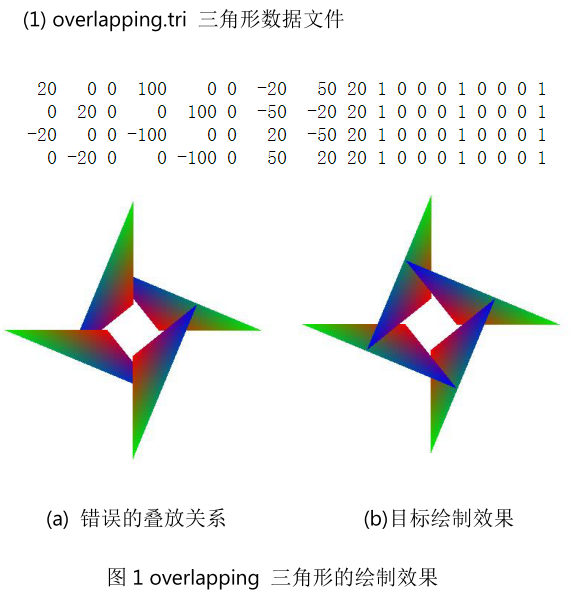 (1) overlapping.tri 三角形数据文件
20 0 0 100 0 0 -20 50 20 1 0 0 0 1 0 0 0 1
0 20 0 0 100 0 -50 -20 20 1 0 0 0 1 0 0 0 1
-20 0 0 -100 0 0 20 -50 20 1 0 0 0 1 0 0 0 1
0 -20 0 0 -100 0 50 20 20 1 0 0 0 1 0 0 0 1
(a) 错误的叠放关系 (b)目标绘制效果
图 1 overlapping 三角形的绘制效果